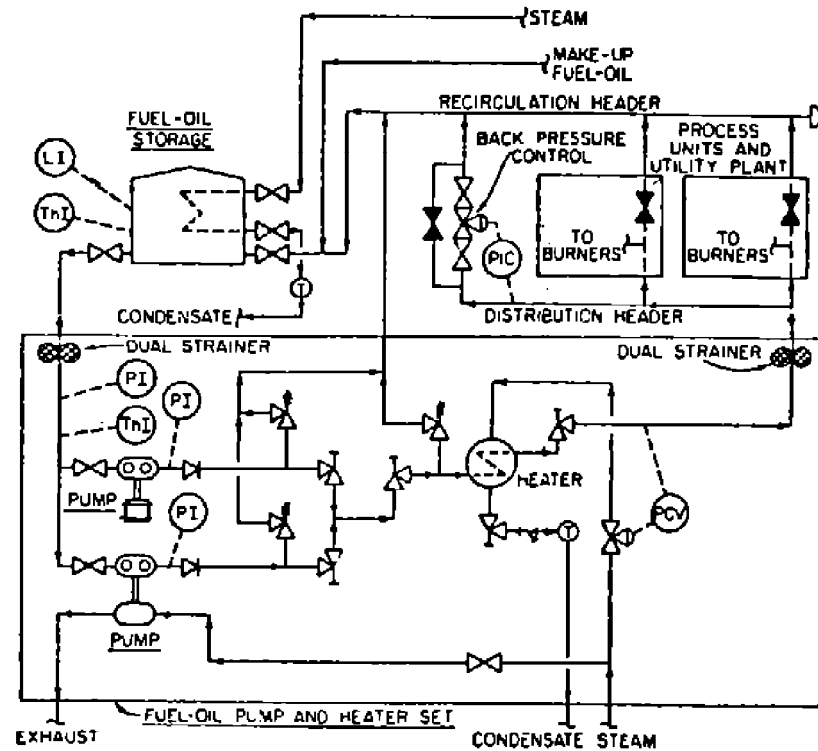 STEAM
MAKE-UP
FUEL-OIL
RECIRCULATION HEADER
FUEL-OIL
STORAGE
BACK PRESSURE
CONTROL
PROCESS
UNITS AND
UTILITY PLANT
LI
ThI
TO
BURNERS
TO
BURNERS
PIC
T
CONDENSATE
DISTRIBUTION HEADER
DUAL STRAINER
DUAL STRAINER
PI
PI
ThI
HEATER
PUMP
PI
T
PCV
PUMP
FUEL-OIL PUMP AND HEATER SET
EXHAUST
CONDENSATE
STEAM